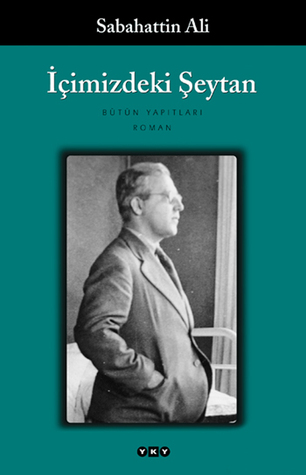 Sabahattin Ali
İçimizdeki Şeytan
BÜTÜN YAPITLARI
ROMAN
YKY